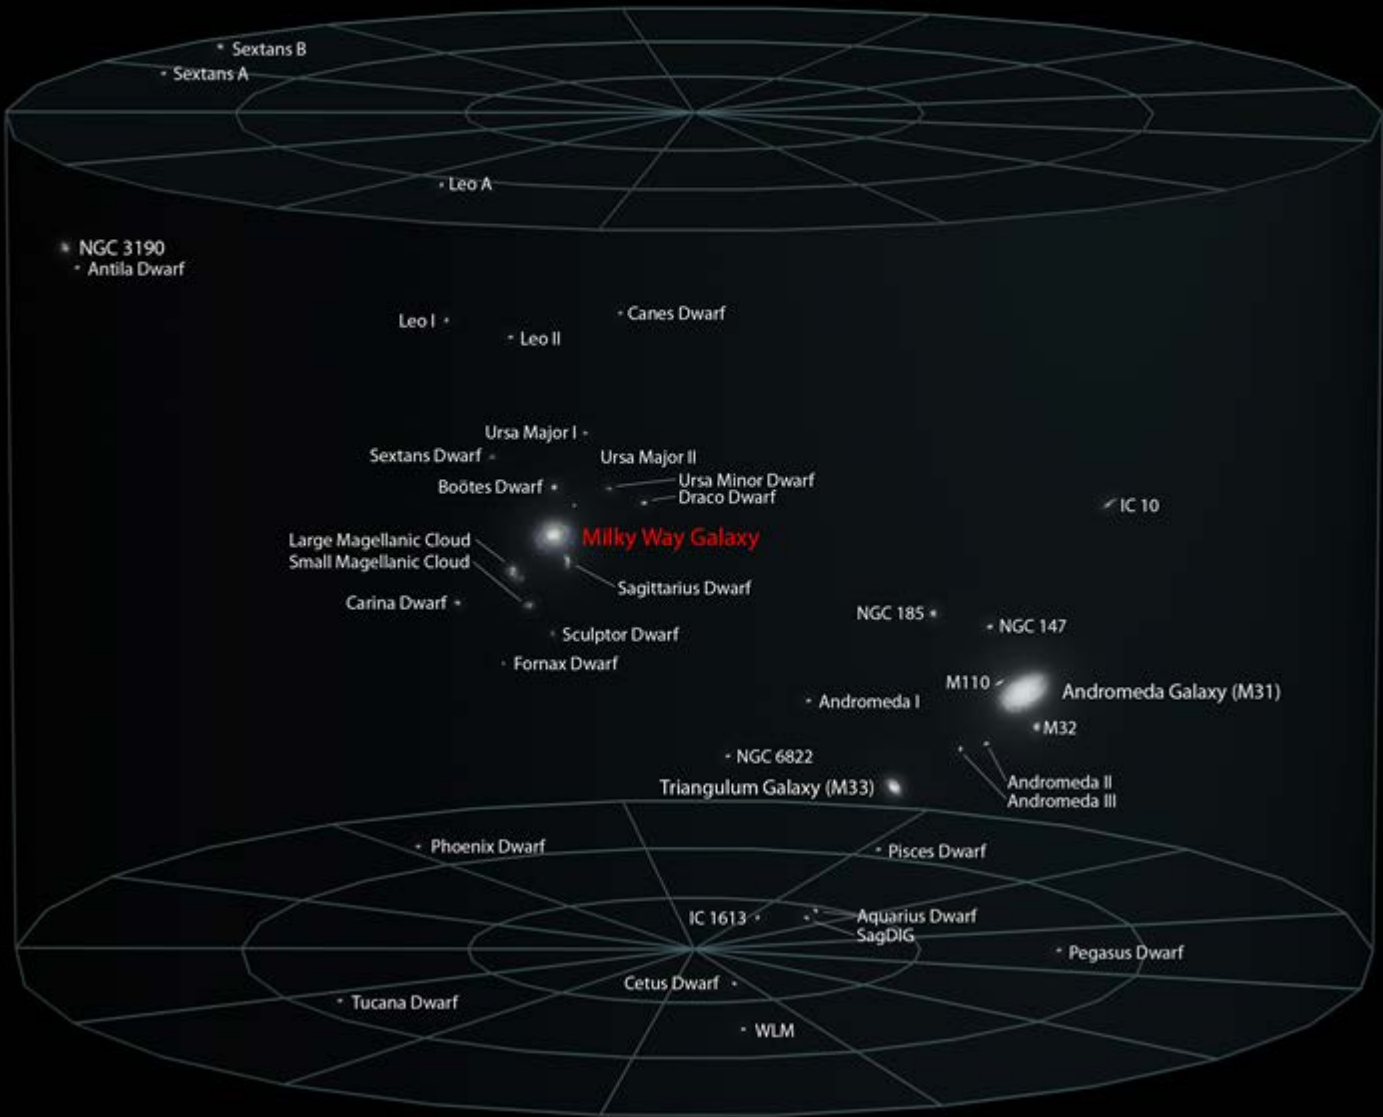 Sextans B
Sextans A
Leo A
NGC 3190
Antila Dwarf
Canes Dwarf
Leo I
Leo II
Ursa Major I
Sextans Dwarf
Ursa Major II
Ursa Minor Dwarf
Boötes Dwarf
Draco Dwarf
IC 10
Milky Way Galaxy
Large Magellanic Cloud
Small Magellanic Cloud
Sagittarius Dwarf
Carina Dwarf
NGC 185
NGC 147
Sculptor Dwarf
Fornax Dwarf
M110
Andromeda Galaxy (M31)
Andromeda I
M32
NGC 6822
Andromeda II
Triangulum Galaxy (M33)
Andromeda III
Phoenix Dwarf
Pisces Dwarf
IC 1613
Aquarius Dwarf
SagDIG
Pegasus Dwarf
Cetus Dwarf
Tucana Dwarf
WLM